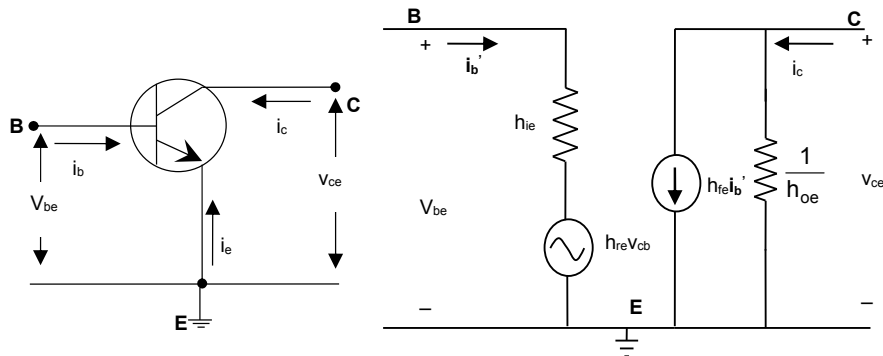 B
C
i_b
i_c
V_be
v_ce
i_e
E
B
C
+
i_b’
i_c
+
h_ie
V_be
h_fe i_b’
1
h_oe
v_ce
h_re v_cb
–
E
–